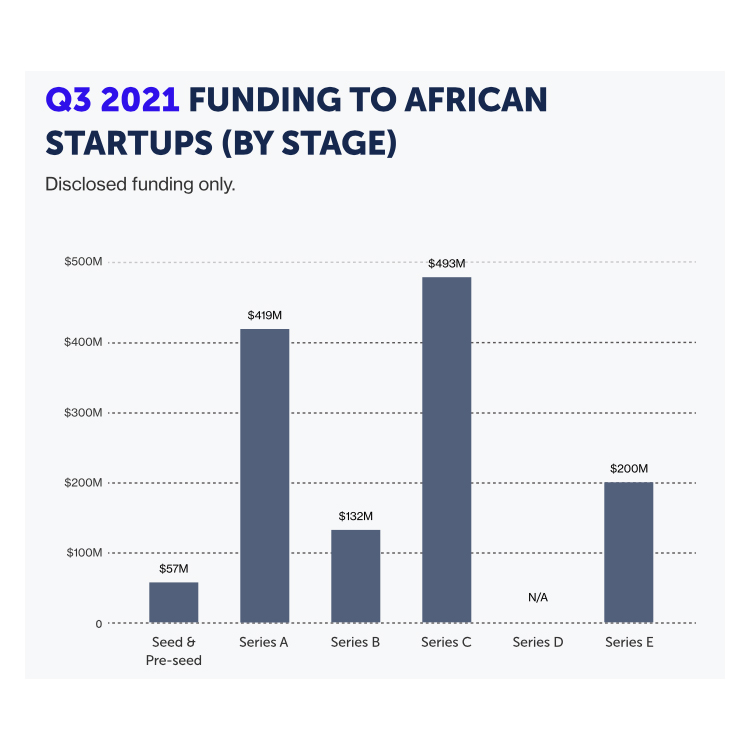 Q3 2021 FUNDING TO AFRICAN
STARTUPS (BY STAGE)
Disclosed funding only.
$500M
$493M
$419M
$400M
$300M
$200M
$200M
$132M
$100M
$57M
N/A
0
Seed &
Pre-seed
Series A
Series B
Series C
Series D
Series E